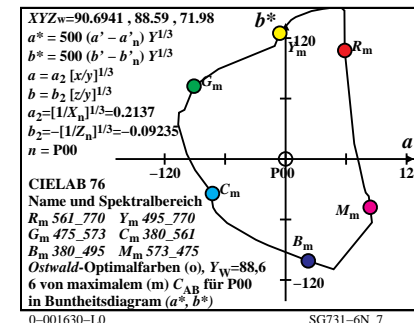 XYZw=90.6941 , 88.59 , 71.98
a* = 500 (a’ - a’n) Y1/3
b* = 500 (b’ - b’n) Y1/3
a = a2 [x/y]1/3
b = b2 [z/y]1/3
a2=[1/Xn]1/3=0.2137
b2=-[1/Zn]1/3=-0.09235
n = P00
b*
120
Ym
Rm
Gm
a
-120
P00
12
Cm
Mm
Bm
-120
CIELAB 76
Name und Spektralbereich
Rm 561_770 Ym 495_770
Gm 475_573 Cm 380_561
Bm 380_495 Mm 573_475
Ostwald-Optimalfarben (o), YW=88,6
6 von maximalem (m) CAB für P00
in Buntheitsdiagram (a*, b*)
0-001630-L0
SG731-6N_7